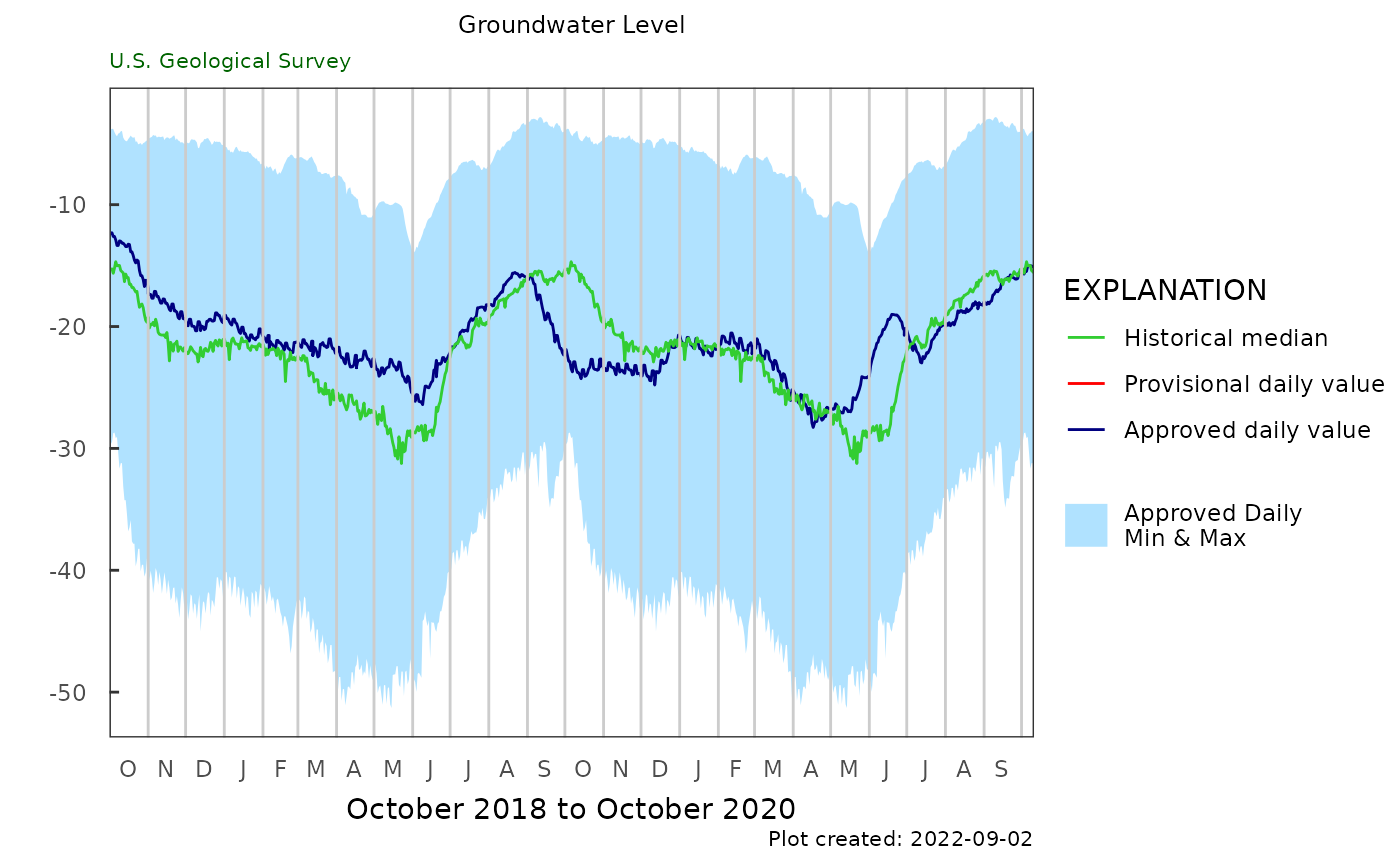 Groundwater Level
U.S. Geological Survey
-10
-20
-30
-40
-50
O N D J F M A M J J A S O N D J F M A M J J A S
October 2018 to October 2020
Plot created: 2022-09-02
EXPLANATION
Historical median
Provisional daily value
Approved daily value
Approved Daily
Min & Max